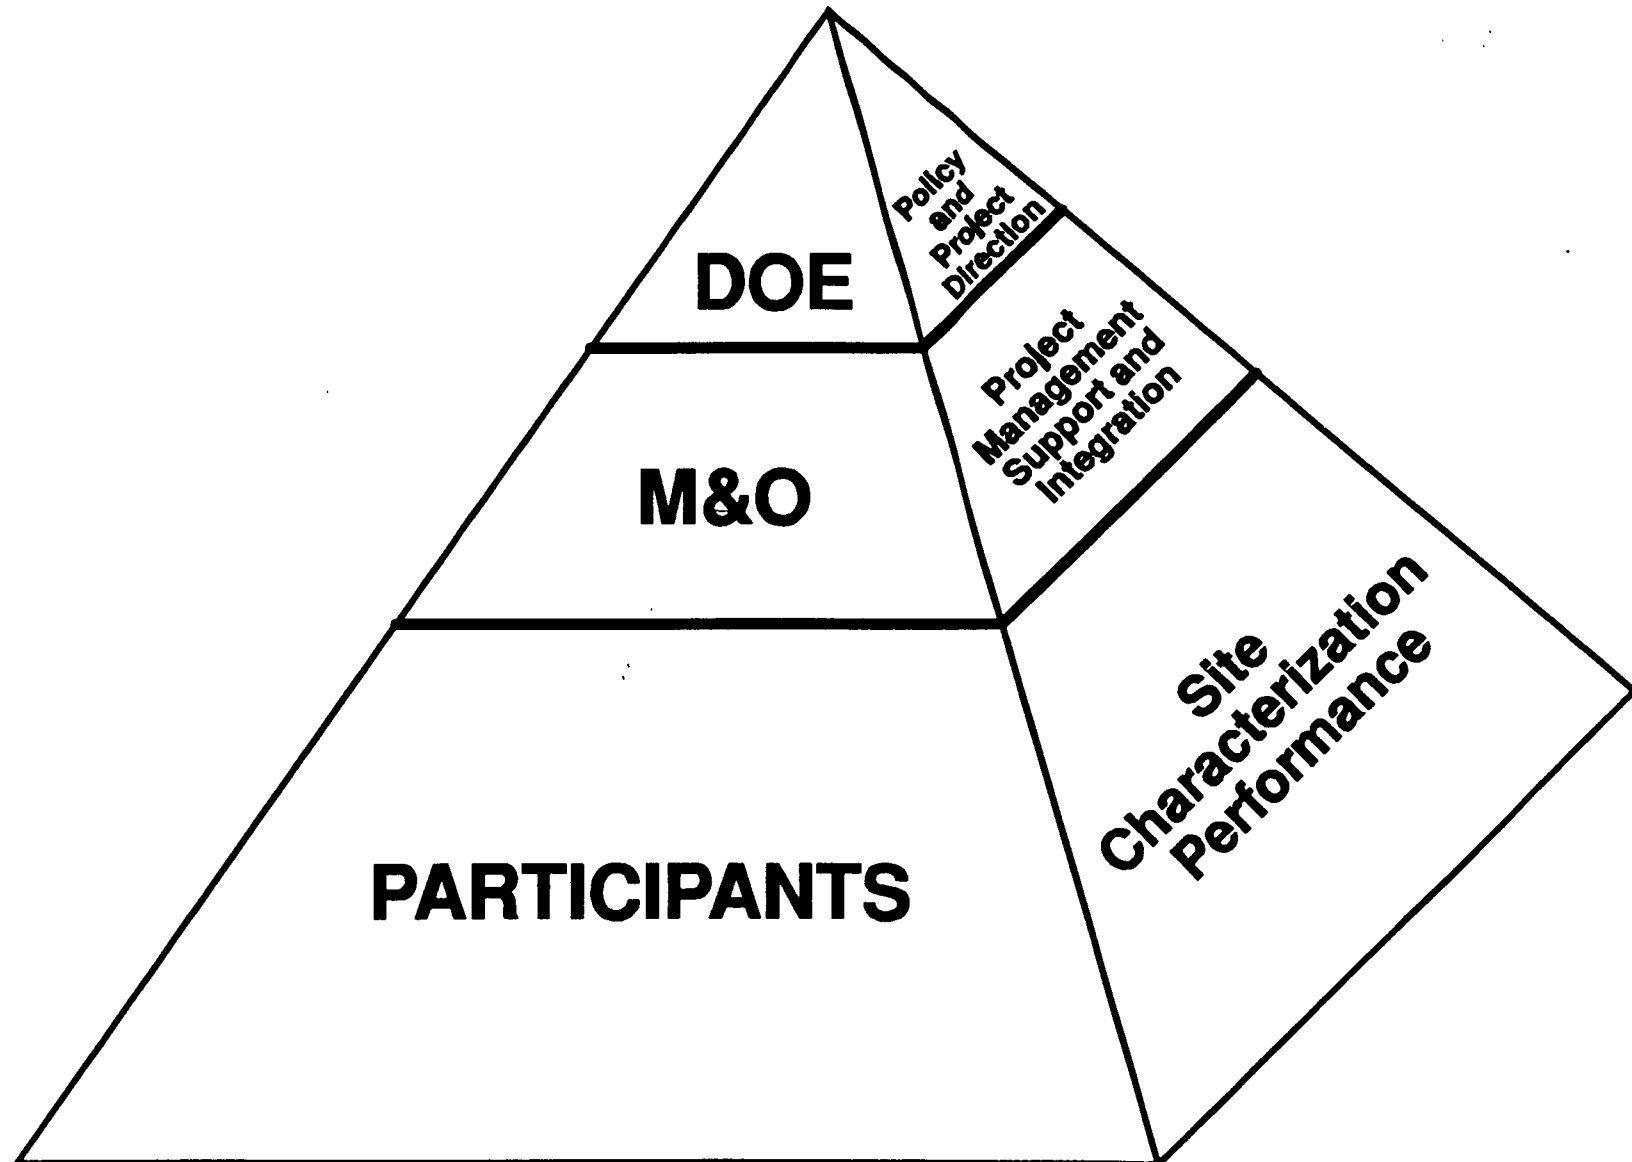 DOE
Policy
and
Project
Direction
M&O
Project
Management
Support and
Integration
PARTICIPANTS
Site
Characterization
Performance